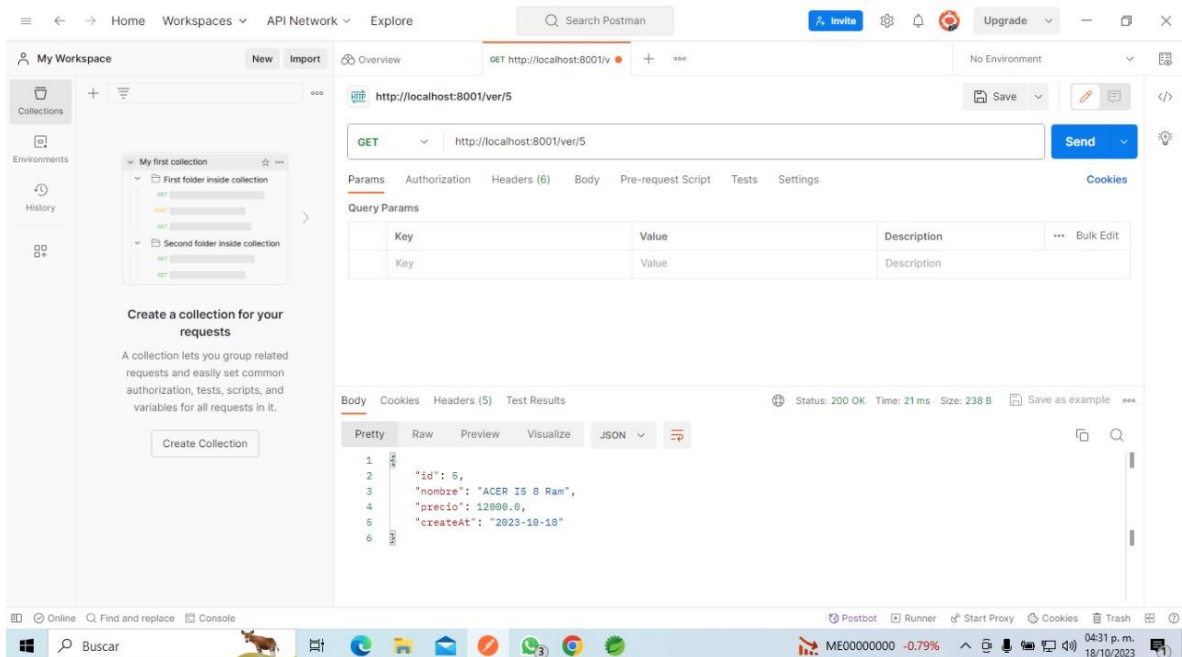 Home Workspaces API Network Explore Search Postman Invite Upgrade
My Workspace New Import Overview GET http://localhost:8001/v No Environment
Collections
Environments
History
My first collection
First folder inside collection
GET
POST
GET
Second folder inside collection
GET
GET
Create a collection for your
requests
A collection lets you group related
requests and easily set common
authorization, tests, scripts, and
variables for all requests in it.
Create Collection
HTTP http://localhost:8001/ver/5 Save
GET http://localhost:8001/ver/5 Send
Params Authorization Headers (6) Body Pre-request Script Tests Settings Cookies
Query Params
Key Value Description Bulk Edit
Key Value Description
Body Cookies Headers (5) Test Results Status: 200 OK Time: 21 ms Size: 238 B Save as example
Pretty Raw Preview Visualize JSON
1 {
2 "id": 5,
3 "nombre": "ACER I5 8 Ram",
4 "precio": 12000.0,
5 "createAt": "2023-10-18"
6 }
Online Find and replace Console Postbot Runner Start Proxy Cookies Trash
Buscar 3 ME00000000 -0.79% 04:31 p. m.
18/10/2023 1